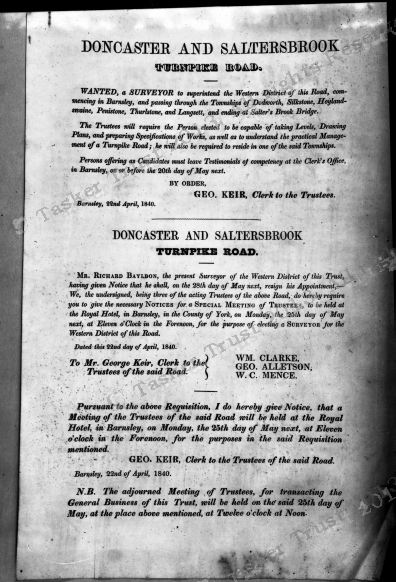 DONCASTER AND SALTERSBROOK
TURNPIKE ROAD.
WANTED, a SURVEYOR to superintend the Western District of this Road, com-
mencing in Barnsley, and passing through the Townships of Dodworth, Silkstone, Hoyland-
swaine, Penistone, Thurlstone, and Langsett, and ending at Salter's Brook Bridge.
The Trustees will require the Person elected to be capable of taking Levels, Drawing
Plans, and preparing Specifications of Works, as well as to understand the practical Manage-
ment of a Turnpike Road; he will also be required to reside in one of the said Townships.
Persons offering as Candidates must leave Testimonials of competency at the Clerk's Office,
in Barnsley, on or before the 20th day of May next.
BY ORDER,
GEO. KEIR, Clerk to the Trustees.
Barnsley, 22nd April, 1840.
DONCASTER AND SALTERSBROOK
TURNPIKE ROAD.
MR. RICHARD BAYLDON, the present Surveyor of the Western District of this Trust,
having given Notice that he shall, on the 28th day of May next, resign his Appointment,—
We, the undersigned, being three of the acting Trustees of the above Road, do hereby require
you to give the necessary NOTICES for a SPECIAL MEETING of TRUSTEES, to be held at
the Royal Hotel, in Barnsley, in the County of York, on Monday, the 25th day of May
next, at Eleven o'Clock in the Forenoon, for the purpose of electing a SURVEYOR for the
Western District of this Road.
Dated this 22nd day of April, 1840.
To Mr. George Keir, Clerk to the
Trustees of the said Road.
WM. CLARKE,
GEO. ALLETSON,
W. C. MENCE.
Pursuant to the above Requisition, I do hereby give Notice, that a
Meeting of the Trustees of the said Road will be held at the Royal
Hotel, in Barnsley, on Monday, the 25th day of May next, at Eleven
o'clock in the Forenoon, for the purposes in the said Requisition
mentioned.
GEO. KEIR, Clerk to the Trustees of the said Road.
Barnsley, 22nd of April, 1840.
N.B. The adjourned Meeting of Trustees, for transacting the
General Business of this Trust, will be held on the said 25th day of
May, at the place above mentioned, at Twelve o'clock at Noon.